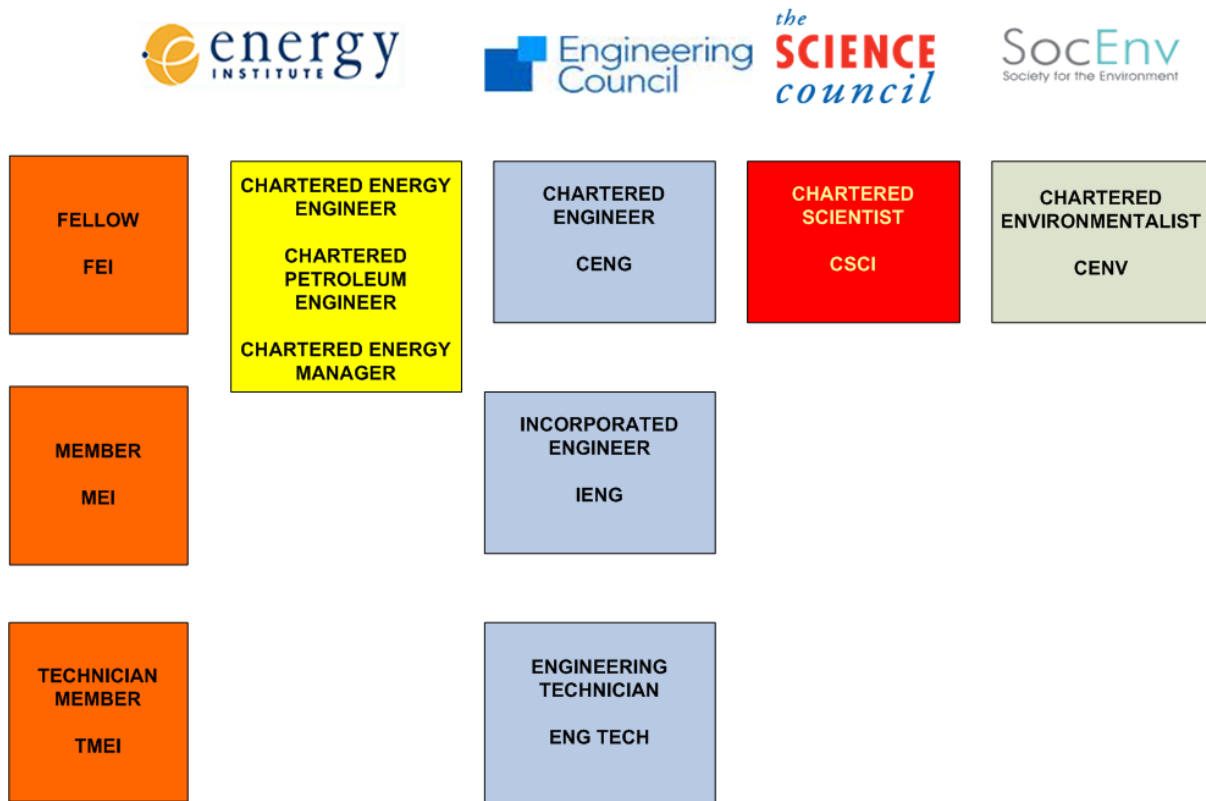 energy
INSTITUTE
Engineering
Council
the
SCIENCE
council
SocEnv
Society for the Environment
FELLOW
FEI
CHARTERED ENERGY
ENGINEER
CHARTERED
PETROLEUM
ENGINEER
CHARTERED ENERGY
MANAGER
CHARTERED
ENGINEER
CENG
CHARTERED
SCIENTIST
CSCI
CHARTERED
ENVIRONMENTALIST
CENV
MEMBER
MEI
INCORPORATED
ENGINEER
IENG
TECHNICIAN
MEMBER
TMEI
ENGINEERING
TECHNICIAN
ENG TECH